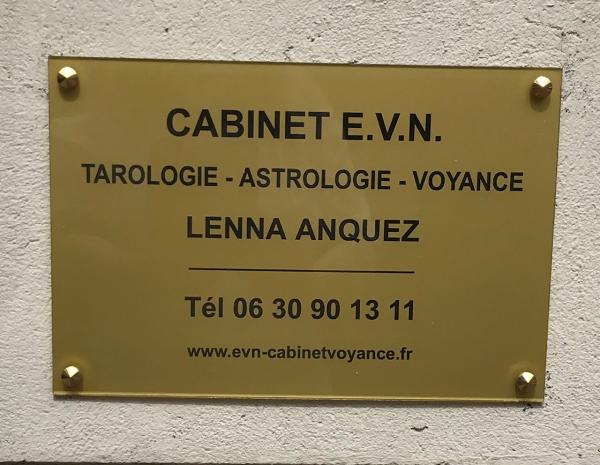 CABINET E.V.N.
TAROLOGIE - ASTROLOGIE - VOYANCE
LENNA ANQUEZ
Tél 06 30 90 13 11
www.evn-cabinetvoyance.fr